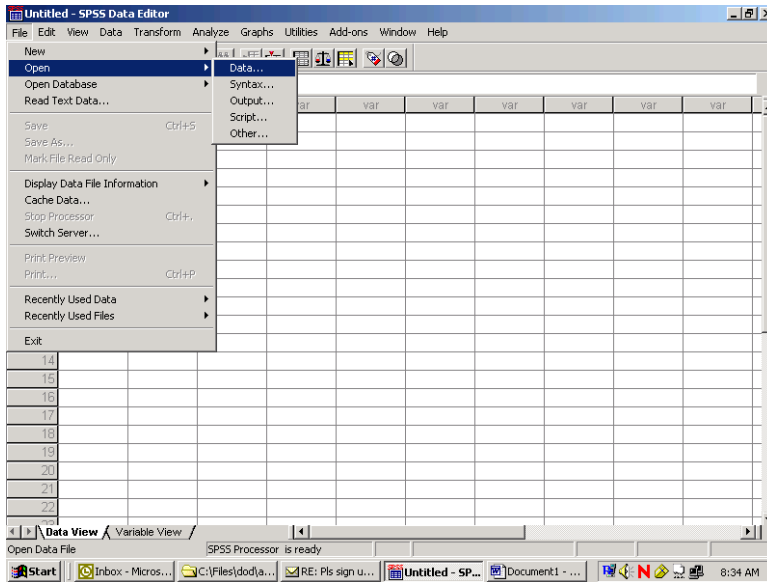 Untitled - SPSS Data Editor
File Edit View Data Transform Analyze Graphs Utilities Add-ons Window Help
New
Open
Open Database
Read Text Data...
Save Ctrl+S
Save As...
Mark File Read Only
Display Data File Information
Cache Data...
Stop Processor Ctrl+.
Switch Server...
Print Preview
Print... Ctrl+P
Recently Used Data
Recently Used Files
Exit
Data...
Syntax...
Output...
Script...
Other...
var var var var var var
14
15
16
17
18
19
20
21
22
Data View Variable View
Open Data File SPSS Processor is ready
Start Inbox - Micros... C:\Files\dod\a... RE: Pls sign u... Untitled - SP... Document1 - ... N 8:34 AM